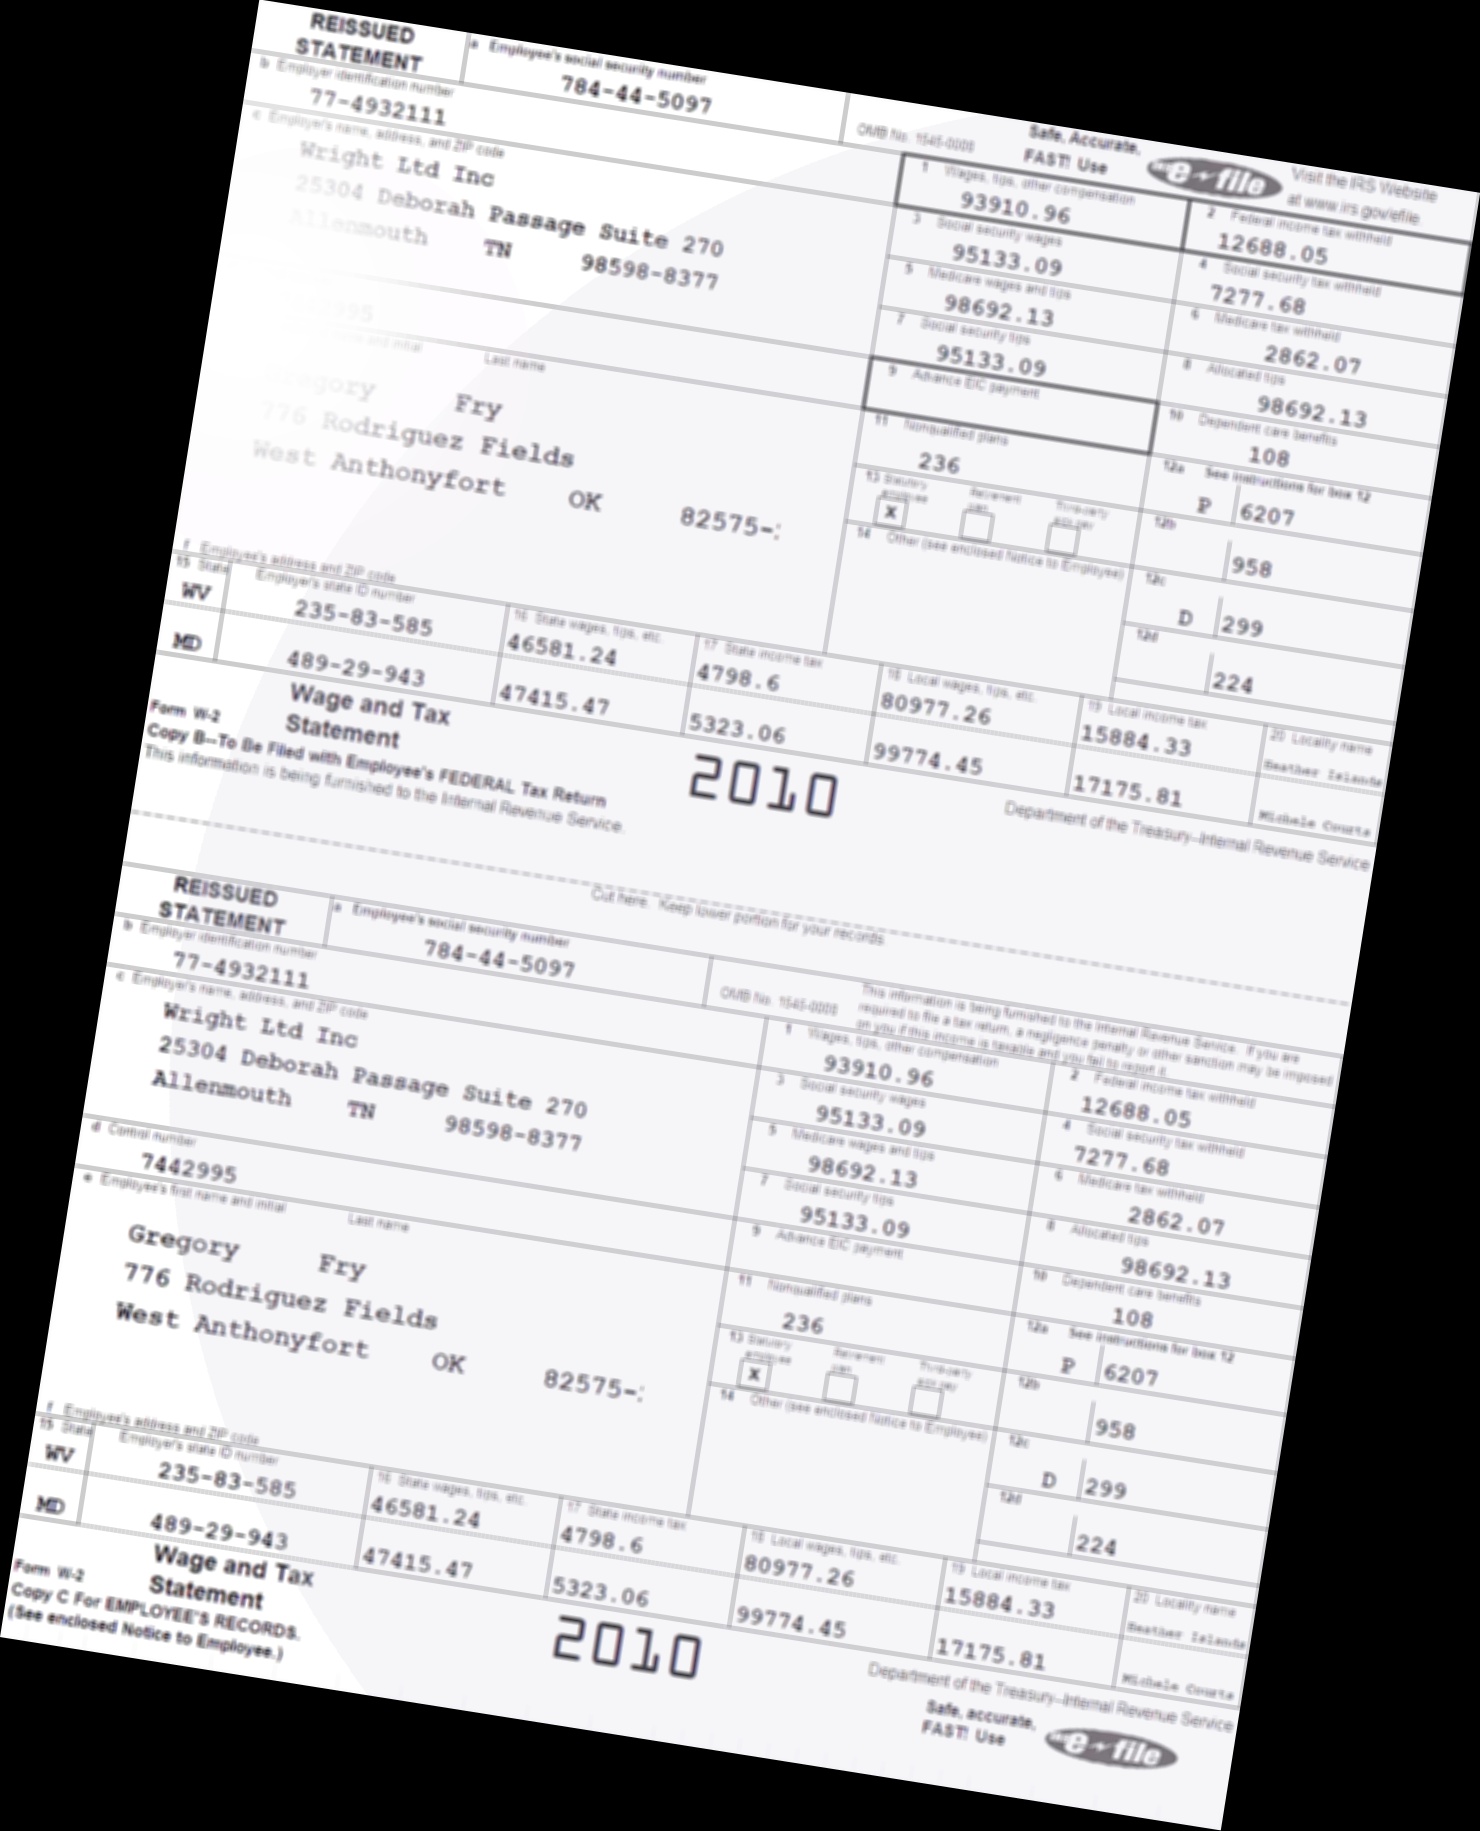 REISSUED
STATEMENT
a Employee's social security number
784-44-5097
b Employer identification number
77-4932111
OMB No. 1545-0008
Safe, Accurate,
FAST! Use
e file
Visit the IRS Website
at www.irs.gov/efile.
c Employer's name, address, and ZIP code
Wright Ltd Inc
25304 Deborah Passage Suite 270
Allenmouth TN 98598-8377
1 Wages, tips, other compensation
93910.96
2 Federal income tax withheld
12688.05
3 Social security wages
95133.09
4 Social security tax withheld
7277.68
5 Medicare wages and tips
98692.13
6 Medicare tax withheld
2862.07
7 Social security tips
95133.09
8 Allocated tips
98692.13
9 Advance EIC payment
10 Dependent care benefits
108
995
and initial Last name
Gregory Fry
776 Rodriguez Fields
West Anthonyfort OK 82575-
f Employee's address and ZIP code
11 Nonqualified plans
236
12a See instructions for box 12
P 6207
13 Statutory employee Retirement plan Third-party sick pay
X
12b
958
14 Other (see enclosed Notice to Employee)
12c
D 299
12d
224
15 State Employer's state ID number
16 State wages, tips, etc.
17 State income tax
18 Local wages, tips, etc.
19 Local income tax
20 Locality name
WV 235-83-585 46581.24 4798.6 80977.26 15884.33 Heather Islands
MD 489-29-943 47415.47 5323.06 99774.45 17175.81 Michele Courts
Form W-2
Wage and Tax
Statement
2010
Department of the Treasury--Internal Revenue Service
Copy B--To Be Filed with Employee's FEDERAL Tax Return
This information is being furnished to the Internal Revenue Service.
Cut here. Keep lower portion for your records
REISSUED
STATEMENT
a Employee's social security number
784-44-5097
b Employer identification number
77-4932111
OMB No. 1545-0008
This information is being furnished to the Internal Revenue Service. If you are
required to file a tax return, a negligence penalty or other sanction may be imposed
on you if this income is taxable and you fail to report it.
c Employer's name, address, and ZIP code
Wright Ltd Inc
25304 Deborah Passage Suite 270
Allenmouth TN 98598-8377
1 Wages, tips, other compensation
93910.96
2 Federal income tax withheld
12688.05
3 Social security wages
95133.09
4 Social security tax withheld
7277.68
5 Medicare wages and tips
98692.13
6 Medicare tax withheld
2862.07
7 Social security tips
95133.09
8 Allocated tips
98692.13
d Control number
7442995
9 Advance EIC payment
10 Dependent care benefits
108
e Employee's first name and initial Last name
Gregory Fry
776 Rodriguez Fields
West Anthonyfort OK 82575-
f Employee's address and ZIP code
11 Nonqualified plans
236
12a See instructions for box 12
P 6207
13 Statutory employee Retirement plan Third-party sick pay
X
12b
958
14 Other (see enclosed Notice to Employee)
12c
D 299
12d
224
15 State Employer's state ID number
16 State wages, tips, etc.
17 State income tax
18 Local wages, tips, etc.
19 Local income tax
20 Locality name
WV 235-83-585 46581.24 4798.6 80977.26 15884.33 Heather Islands
MD 489-29-943 47415.47 5323.06 99774.45 17175.81 Michele Courts
Form W-2
Wage and Tax
Statement
2010
Department of the Treasury--Internal Revenue Service
Copy C For EMPLOYEE'S RECORDS.
(See enclosed Notice to Employee.)
Safe, accurate,
FAST! Use
e file